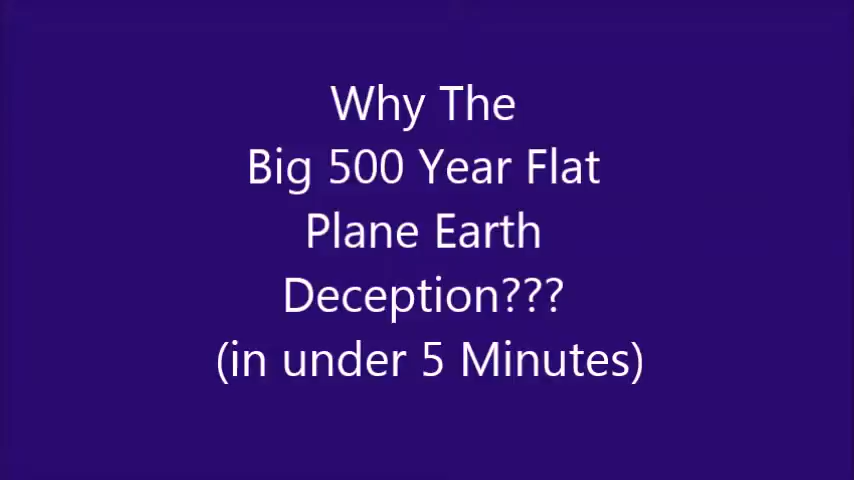 Why The
Big 500 Year Flat
Plane Earth
Deception???
(in under 5 Minutes)